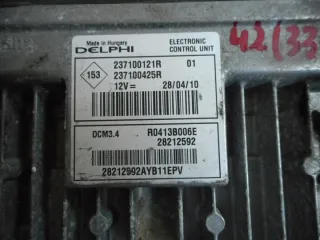 Made in Hungary
DELPHI
ELECTRONIC
CONTROL UNIT
42(33
153
237100121R 01
237100425R
12V= 28/04/10
DCM3.4 R0413B006E
28212592
28212592AYB11EPV